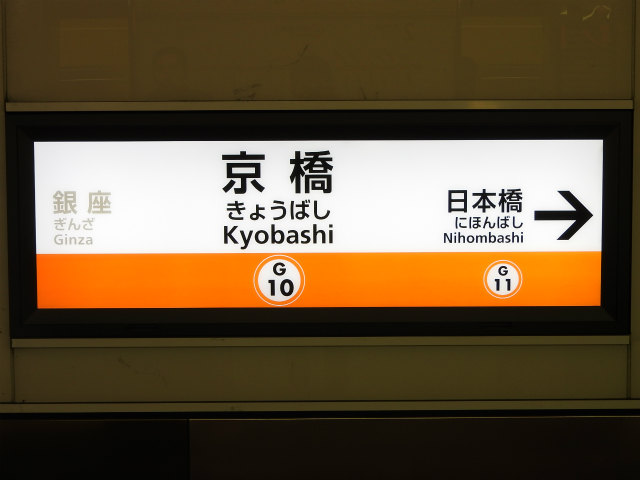 銀座
ぎんざ
Ginza
京橋
きょうばし
Kyobashi
G
10
日本橋
にほんばし
Nihombashi
G
11